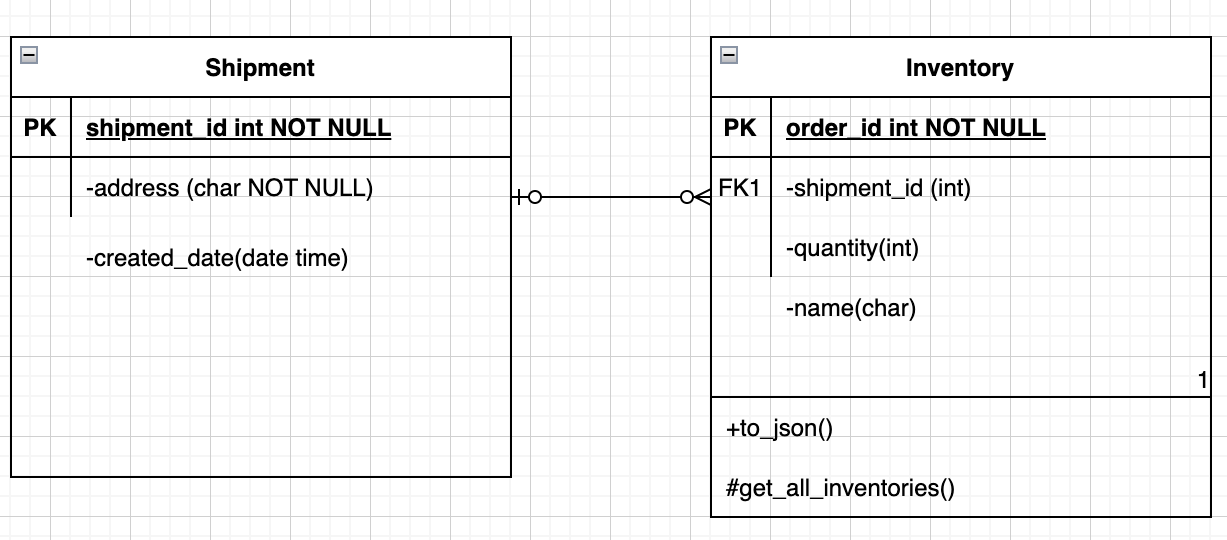 Shipment
PK shipment_id int NOT NULL
-address (char NOT NULL)
-created_date(date time)
Inventory
PK order_id int NOT NULL
FK1 -shipment_id (int)
-quantity(int)
-name(char)
1
+to_json()
#get_all_inventories()